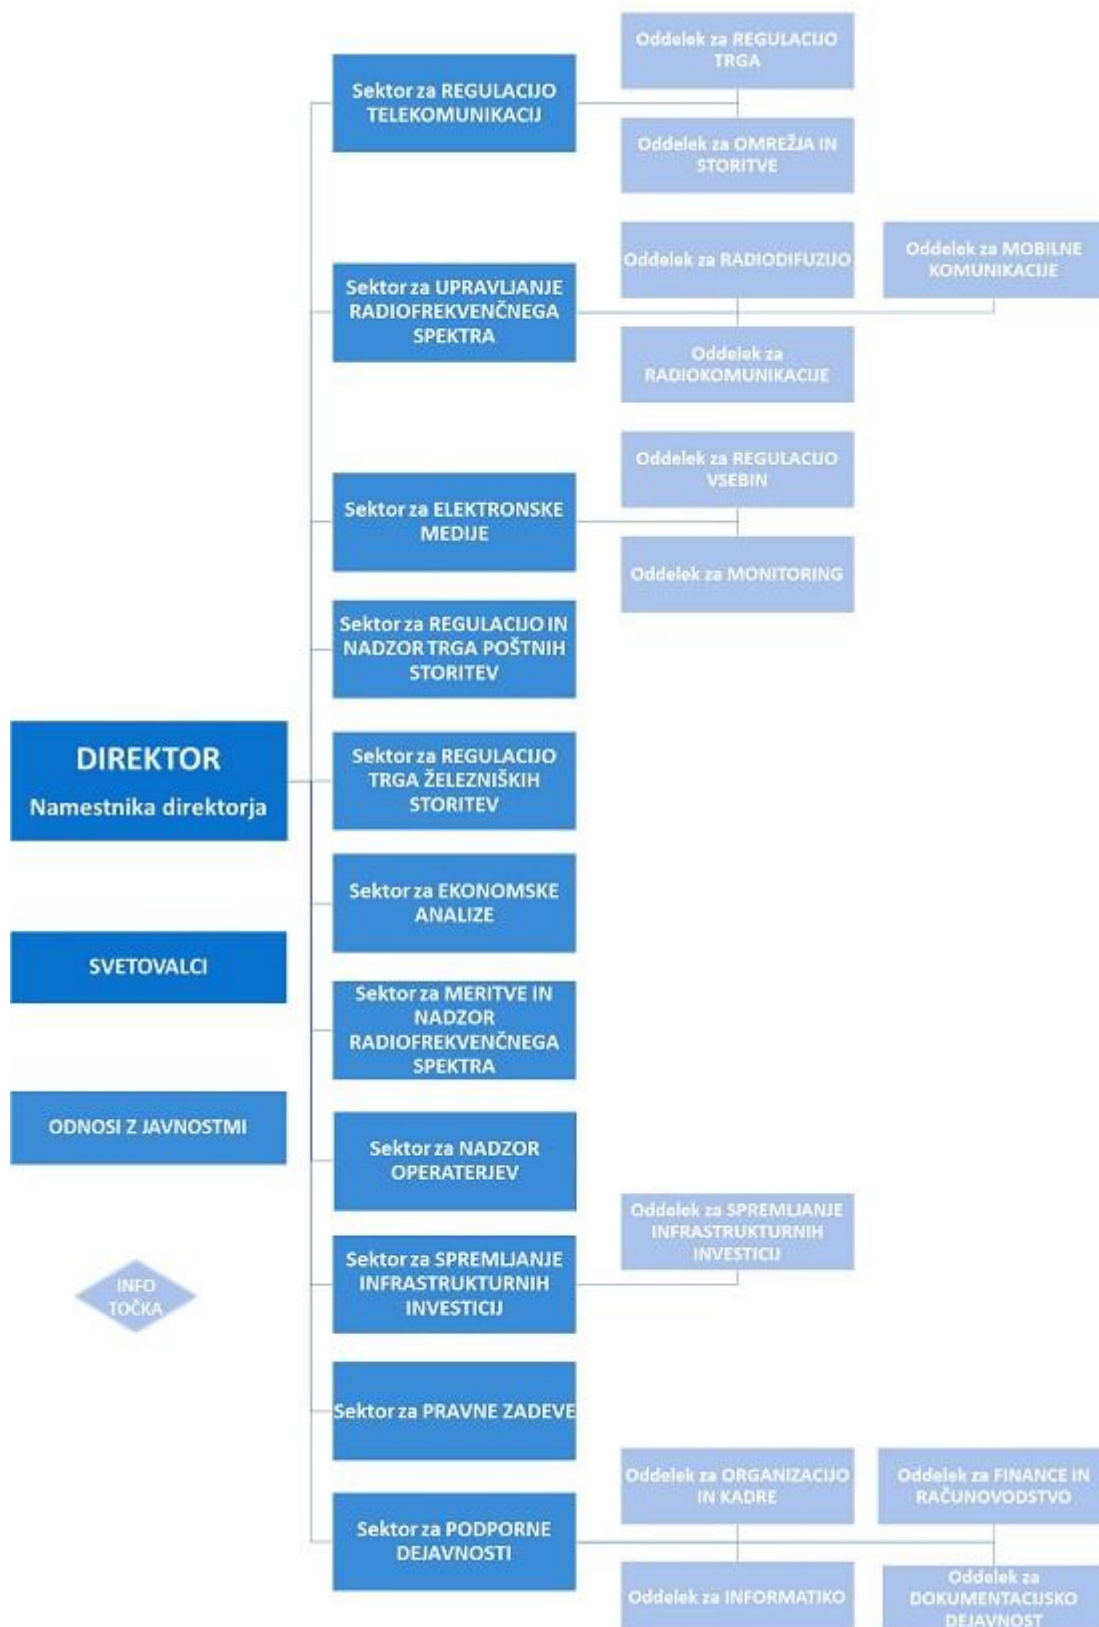 Oddelek za REGULACIJO
TRGA
Sektor za REGULACIJO
TELEKOMUNIKACIJ
Oddelek za OMREŽJA IN
STORITVE
Oddelek za RADIODIFUZIJO
Oddelek za MOBILNE
KOMUNIKACIJE
Sektor za UPRAVLJANJE
RADIOFREKVENČNEGA
SPEKTRA
Oddelek za
RADIOKOMUNIKACIJE
Oddelek za REGULACIJO
VSEBIN
Sektor za ELEKTRONSKE
MEDIJE
Oddelek za MONITORING
Sektor za REGULACIJO IN
NADZOR TRGA POŠTNIH
STORITEV
DIREKTOR
Namestnika direktorja
Sektor za REGULACIJO
TRGA ŽELEZNIŠKIH
STORITEV
Sektor za EKONOMSKE
ANALIZE
SVETOVALCI
Sektor za MERITVE IN
NADZOR
RADIOFREKVENČNEGA
SPEKTRA
ODNOSI Z JAVNOSTMI
Sektor za NADZOR
OPERATERJEV
Oddelek za SPREMLJANJE
INFRASTRUKTURNIH
INVESTICIJ
Sektor za SPREMLJANJE
INFRASTRUKTURNIH
INVESTICIJ
INFO
TOČKA
Sektor za PRAVNE ZADEVE
Oddelek za ORGANIZACIJO
IN KADRE
Oddelek za FINANCE IN
RAČUNOVODSTVO
Sektor za PODPORNE
DEJAVNOSTI
Oddelek za INFORMATIKO
Oddelek za
DOKUMENTACIJSKO
DEJAVNOST